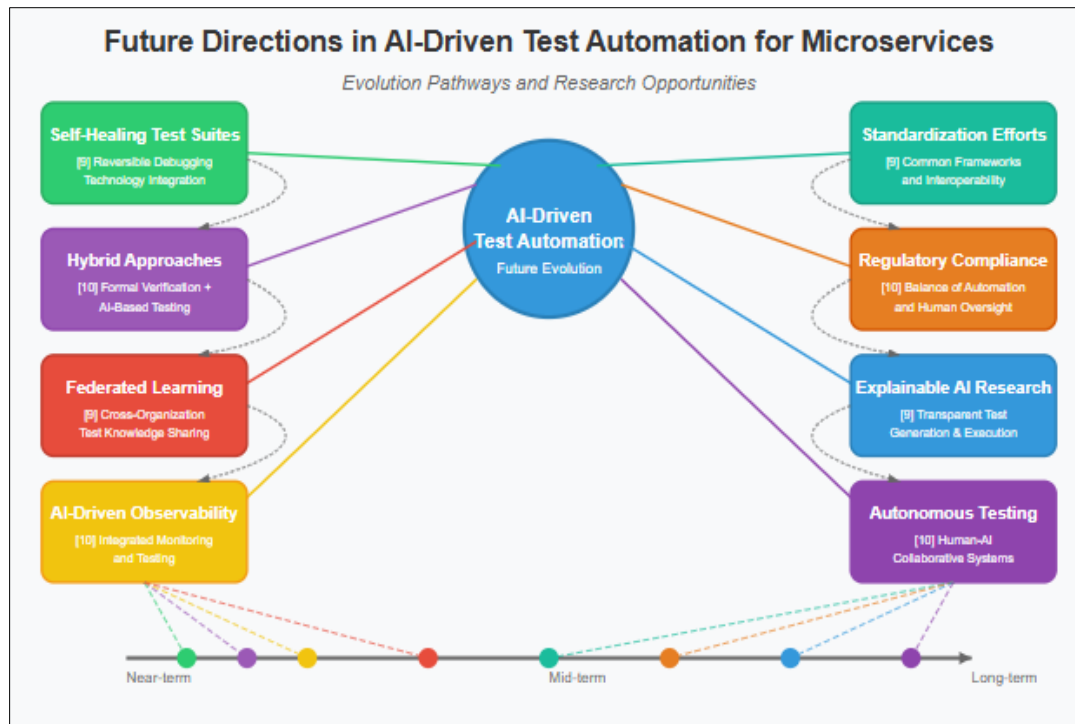 Future Directions in AI-Driven Test Automation for Microservices
Evolution Pathways and Research Opportunities
Self-Healing Test Suites
[9] Reversible Debugging
Technology Integration
Hybrid Approaches
[10] Formal Verification +
AI-Based Testing
Federated Learning
[9] Cross-Organization
Test Knowledge Sharing
AI-Driven Observability
[10] Integrated Monitoring
and Testing
AI-Driven
Test Automation
Future Evolution
Standardization Efforts
[9] Common Frameworks
and Interoperability
Regulatory Compliance
[10] Balance of Automation
and Human Oversight
Explainable AI Research
[9] Transparent Test
Generation & Execution
Autonomous Testing
[10] Human-AI
Collaborative Systems
Near-term
Mid-term
Long-term